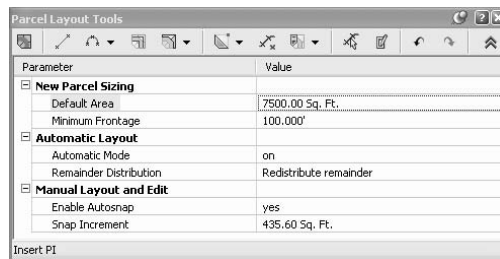 Parcel Layout Tools
Parameter Value
New Parcel Sizing
Default Area 7500.00 Sq. Ft.
Minimum Frontage 100.000'
Automatic Layout
Automatic Mode on
Remainder Distribution Redistribute remainder
Manual Layout and Edit
Enable Autosnap yes
Snap Increment 435.60 Sq. Ft.
Insert PI